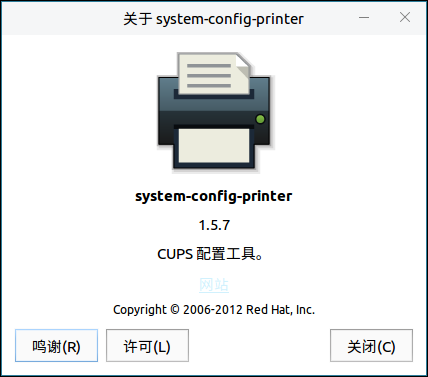 关于 system-config-printer
system-config-printer
1.5.7
CUPS 配置工具。
网站
Copyright © 2006-2012 Red Hat, Inc.
鸣谢(R) 许可(L) 关闭(C)